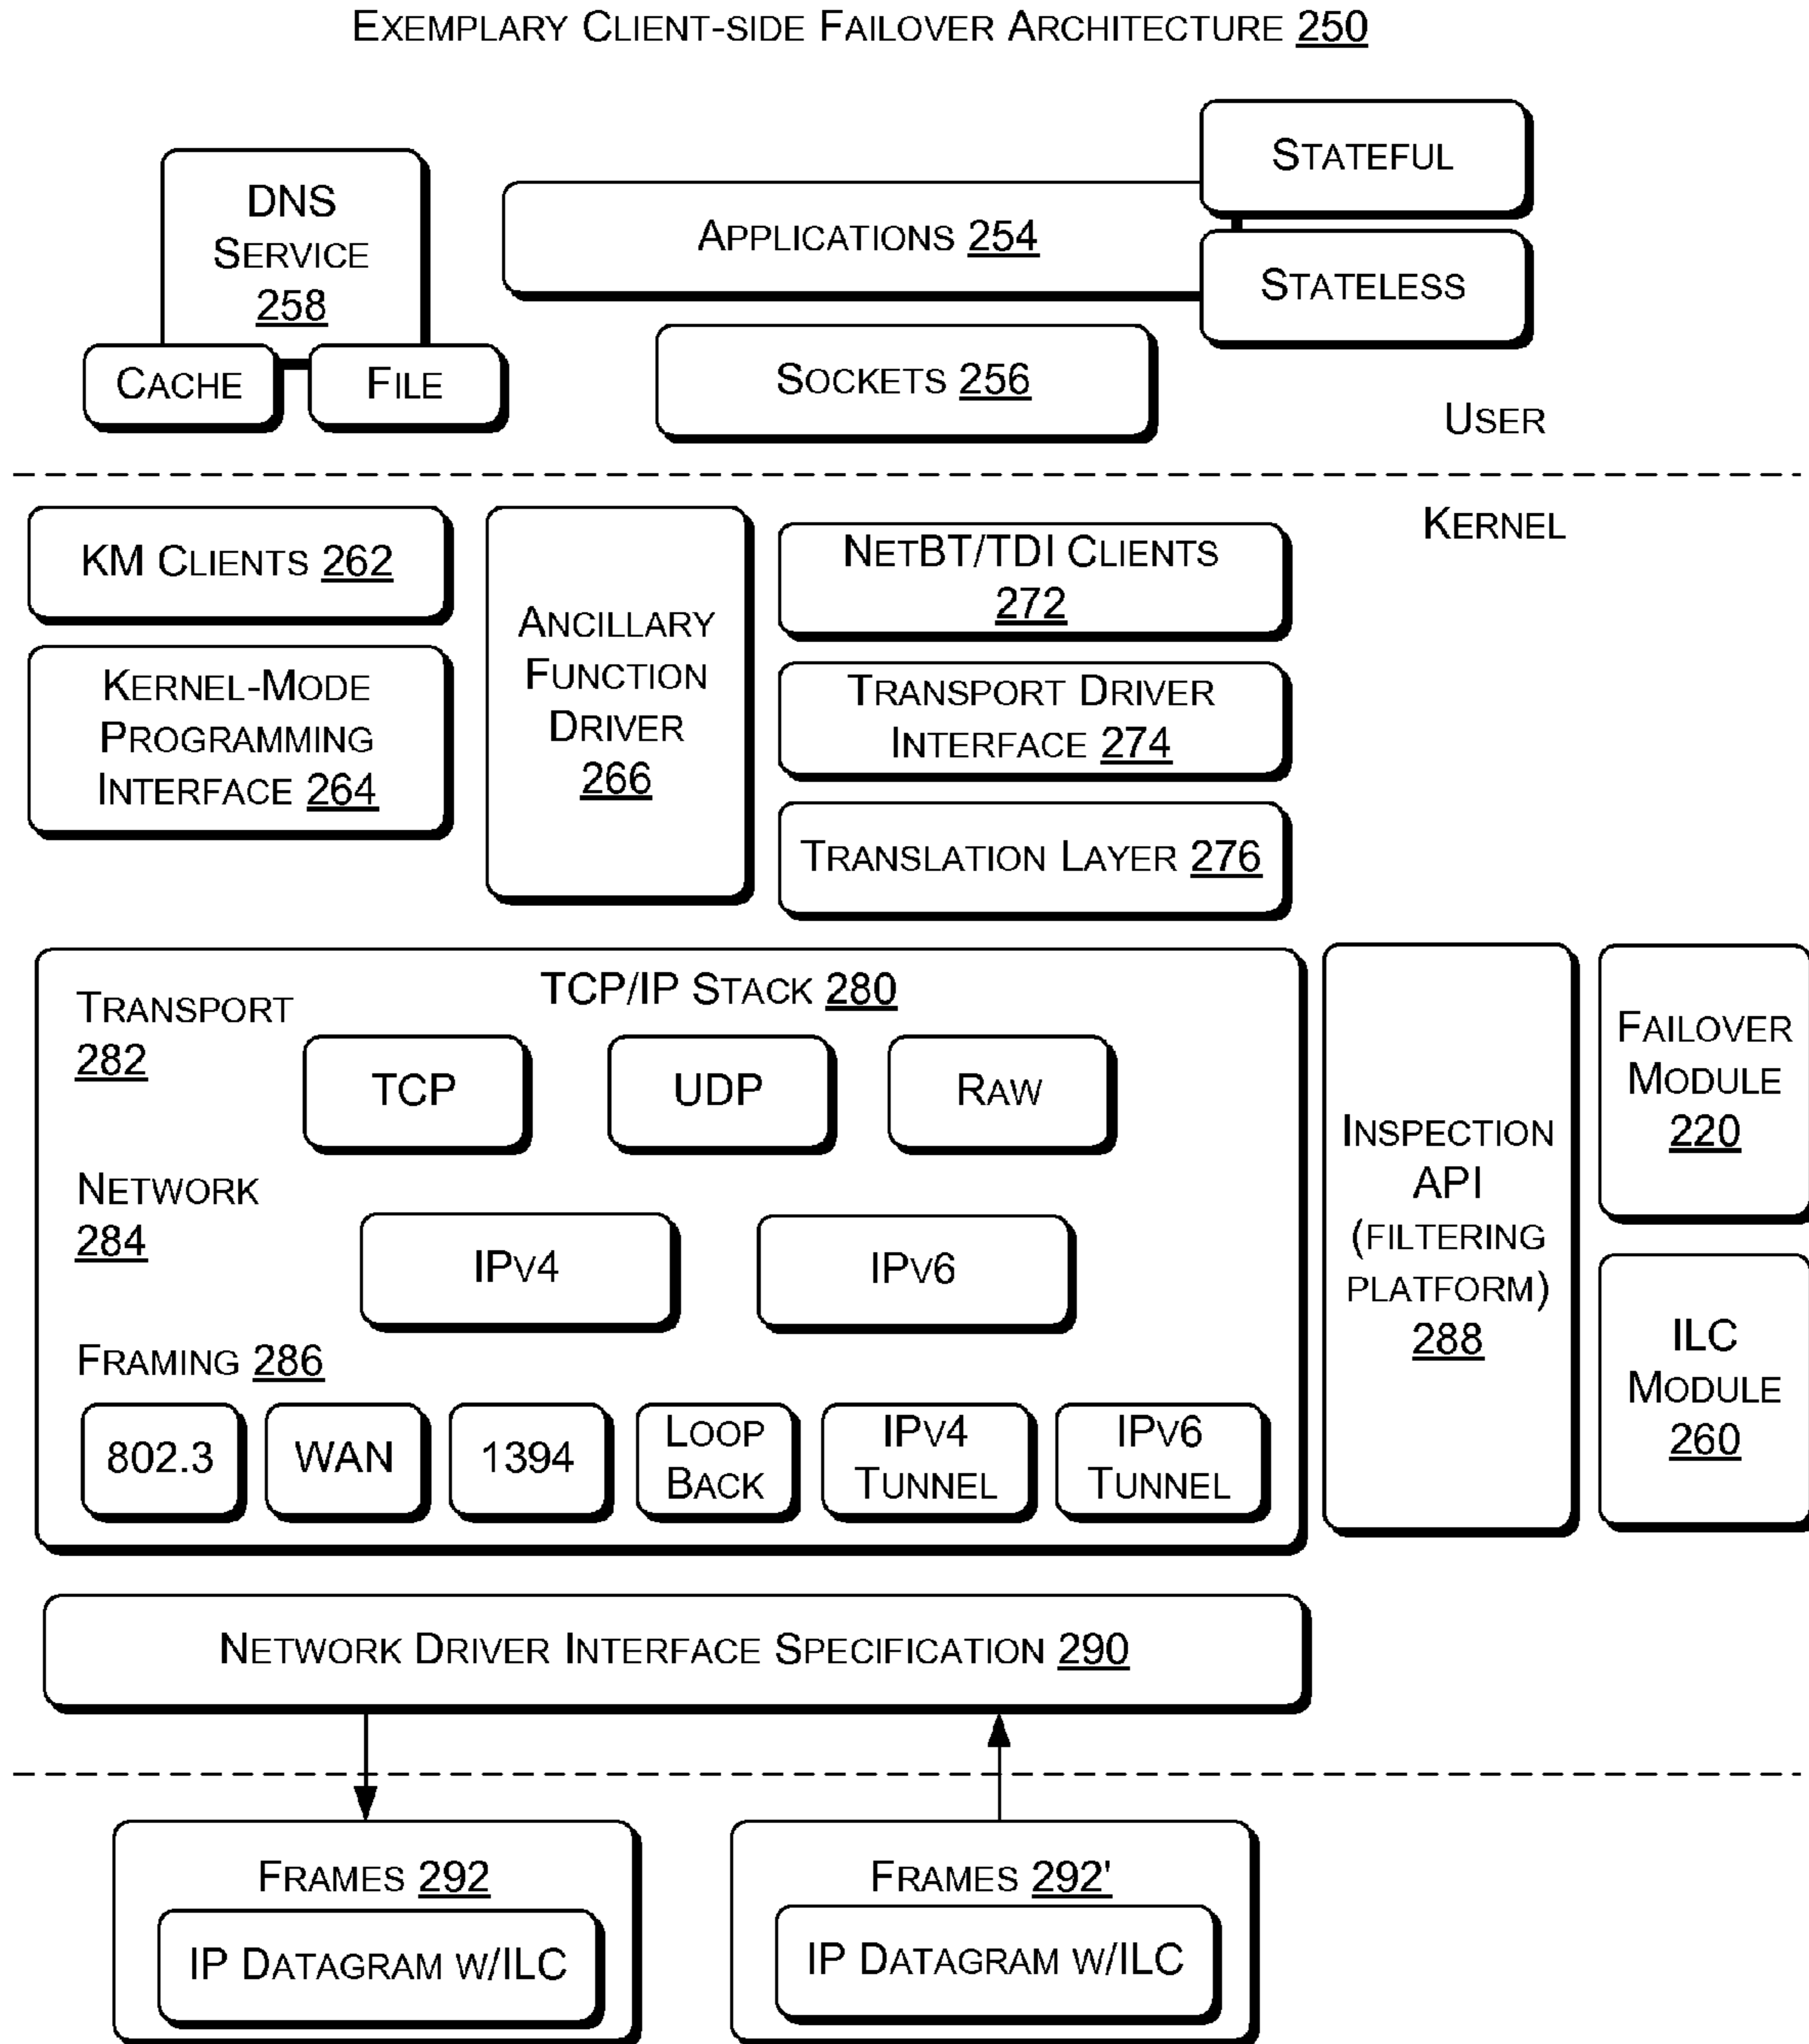 EXEMPLARY CLIENT-SIDE FAILOVER ARCHITECTURE 250
DNS
SERVICE
258
CACHE
FILE
APPLICATIONS 254
STATEFUL
STATELESS
SOCKETS 256
USER
KERNEL
KM CLIENTS 262
KERNEL-MODE
PROGRAMMING
INTERFACE 264
ANCILLARY
FUNCTION
DRIVER
266
NETBT/TDI CLIENTS
272
TRANSPORT DRIVER
INTERFACE 274
TRANSLATION LAYER 276
TCP/IP STACK 280
TRANSPORT
282
TCP
UDP
RAW
NETWORK
284
IPV4
IPV6
FRAMING 286
802.3
WAN
1394
LOOP
BACK
IPV4
TUNNEL
IPV6
TUNNEL
INSPECTION
API
(FILTERING
PLATFORM)
288
FAILOVER
MODULE
220
ILC
MODULE
260
NETWORK DRIVER INTERFACE SPECIFICATION 290
FRAMES 292
IP DATAGRAM W/ILC
FRAMES 292'
IP DATAGRAM W/ILC